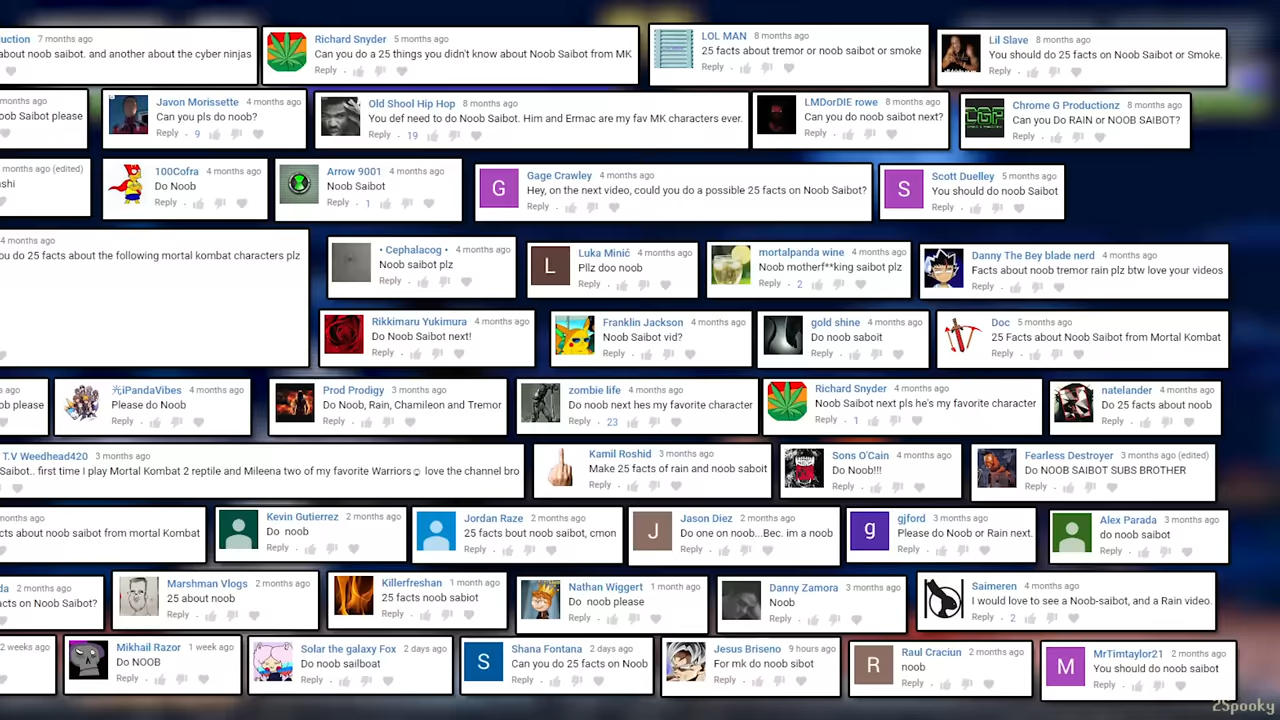 uction 7 months ago
about noob saibot. and another about the cyber ninjas
Richard Snyder 5 months ago
Can you do a 25 things you didn't know about Noob Saibot from MK
Reply
LOL MAN 8 months ago
25 facts about tremor or noob saibot or smoke
Reply
Lil Slave 8 months ago
You should do 25 facts on Noob Saibot or Smoke.
Reply
months ago
oob Saibot please
Javon Morissette 4 months ago
Can you pls do noob?
Reply 9
Old Shool Hip Hop 8 months ago
You def need to do Noob Saibot. Him and Ermac are my fav MK characters ever.
Reply 19
LMDorDIE rowe 8 months ago
Can you do noob saibot next?
Reply
Chrome G Productionz 8 months ago
Can you Do RAIN or NOOB SAIBOT?
Reply
months ago (edited)
shi
100Cofra 4 months ago
Do Noob
Reply
Arrow 9001 4 months ago
Noob Saibot
Reply 1
G
Gage Crawley 4 months ago
Hey, on the next video, could you do a possible 25 facts on Noob Saibot?
Reply
S
Scott Duelley 5 months ago
You should do noob Saibot
Reply
4 months ago
ou do 25 facts about the following mortal kombat characters plz
• Cephalacog • 4 months ago
Noob saibot plz
Reply
L
Luka Minić 4 months ago
Pllz doo noob
Reply
mortalpanda wine 4 months ago
Noob motherf**king saibot plz
Reply 2
Danny The Bey blade nerd 4 months ago
Facts about noob tremor rain plz btw love your videos
Reply
Rikkimaru Yukimura 4 months ago
Do Noob Saibot next!
Reply
Franklin Jackson 4 months ago
Noob Saibot vid?
Reply
gold shine 4 months ago
Do noob saboit
Reply
Doc 5 months ago
25 Facts about Noob Saibot from Mortal Kombat
Reply
s ago
ob please
光iPandaVibes 4 months ago
Please do Noob
Reply
Prod Prodigy 3 months ago
Do Noob, Rain, Chamileon and Tremor
Reply
zombie life 4 months ago
Do noob next hes my favorite character
Reply 23
Richard Snyder 4 months ago
Noob Saibot next pls he's my favorite character
Reply 1
natelander 4 months ago
Do 25 facts about noob
Reply
T.V Weedhead420 3 months ago
Saibot.. first time I play Mortal Kombat 2 reptile and Mileena two of my favorite Warriors☺ love the channel bro
Kamil Roshid 3 months ago
Make 25 facts of rain and noob saboit
Reply
Sons O'Cain 4 months ago
Do Noob!!!
Reply
Fearless Destroyer 3 months ago (edited)
Do NOOB SAIBOT SUBS BROTHER
Reply
months ago
cts about noob saibot from mortal Kombat
Kevin Gutierrez 2 months ago
Do noob
Reply
Jordan Raze 2 months ago
25 facts bout noob saibot, cmon
Reply
J
Jason Diez 2 months ago
Do one on noob...Bec. im a noob
Reply
g
gjford 3 months ago
Please do Noob or Rain next.
Reply
Alex Parada 3 months ago
do noob saibot
Reply
da 2 months ago
acts on Noob Saibot?
Marshman Vlogs 2 months ago
25 about noob
Reply
Killerfreshan 1 month ago
25 facts noob sabiot
Reply
Nathan Wiggert 1 month ago
Do noob please
Reply
Danny Zamora 3 months ago
Noob
Reply
Saimeren 4 months ago
I would love to see a Noob-saibot, and a Rain video.
Reply 2
2 weeks ago
Mikhail Razor 1 week ago
Do NOOB
Reply
Solar the galaxy Fox 2 days ago
Do noob sailboat
Reply
S
Shana Fontana 2 days ago
Can you do 25 facts on Noob
Reply
Jesus Briseno 9 hours ago
For mk do noob sibot
Reply
R
Raul Craciun 2 months ago
noob
Reply
M
MrTimtaylor21 2 months ago
You should do noob saibot
Reply
25pooky